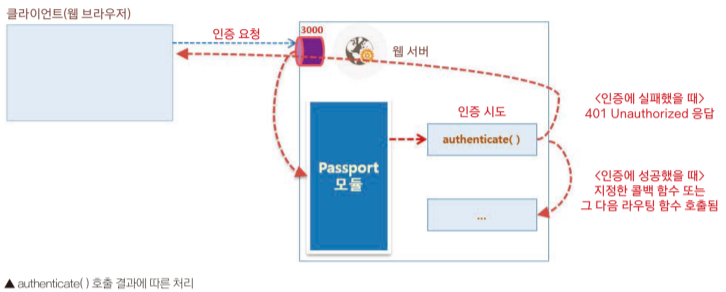 클라이언트(웹 브라우저)
인증 요청
3000
웹 서버
인증 시도
<인증에 실패했을 때>
401 Unauthorized 응답
authenticate( )
Passport
모듈
<인증에 성공했을 때>
지정한 콜백 함수 또는
그 다음 라우팅 함수 호출됨
...
▲ authenticate( ) 호출 결과에 따른 처리